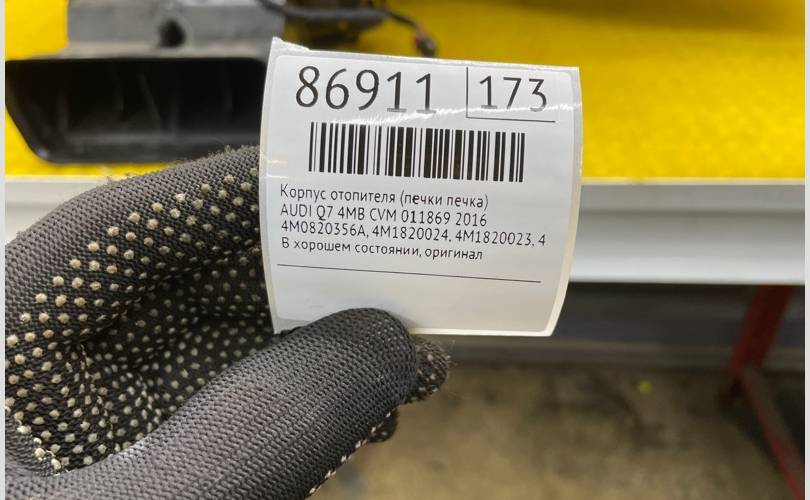 86911 173
Корпус отопителя (печки печка)
AUDI Q7 4MB CVM 011869 2016
4M0820356A, 4M1820024, 4M1820023, 4
В хорошем состоянии, оригинал